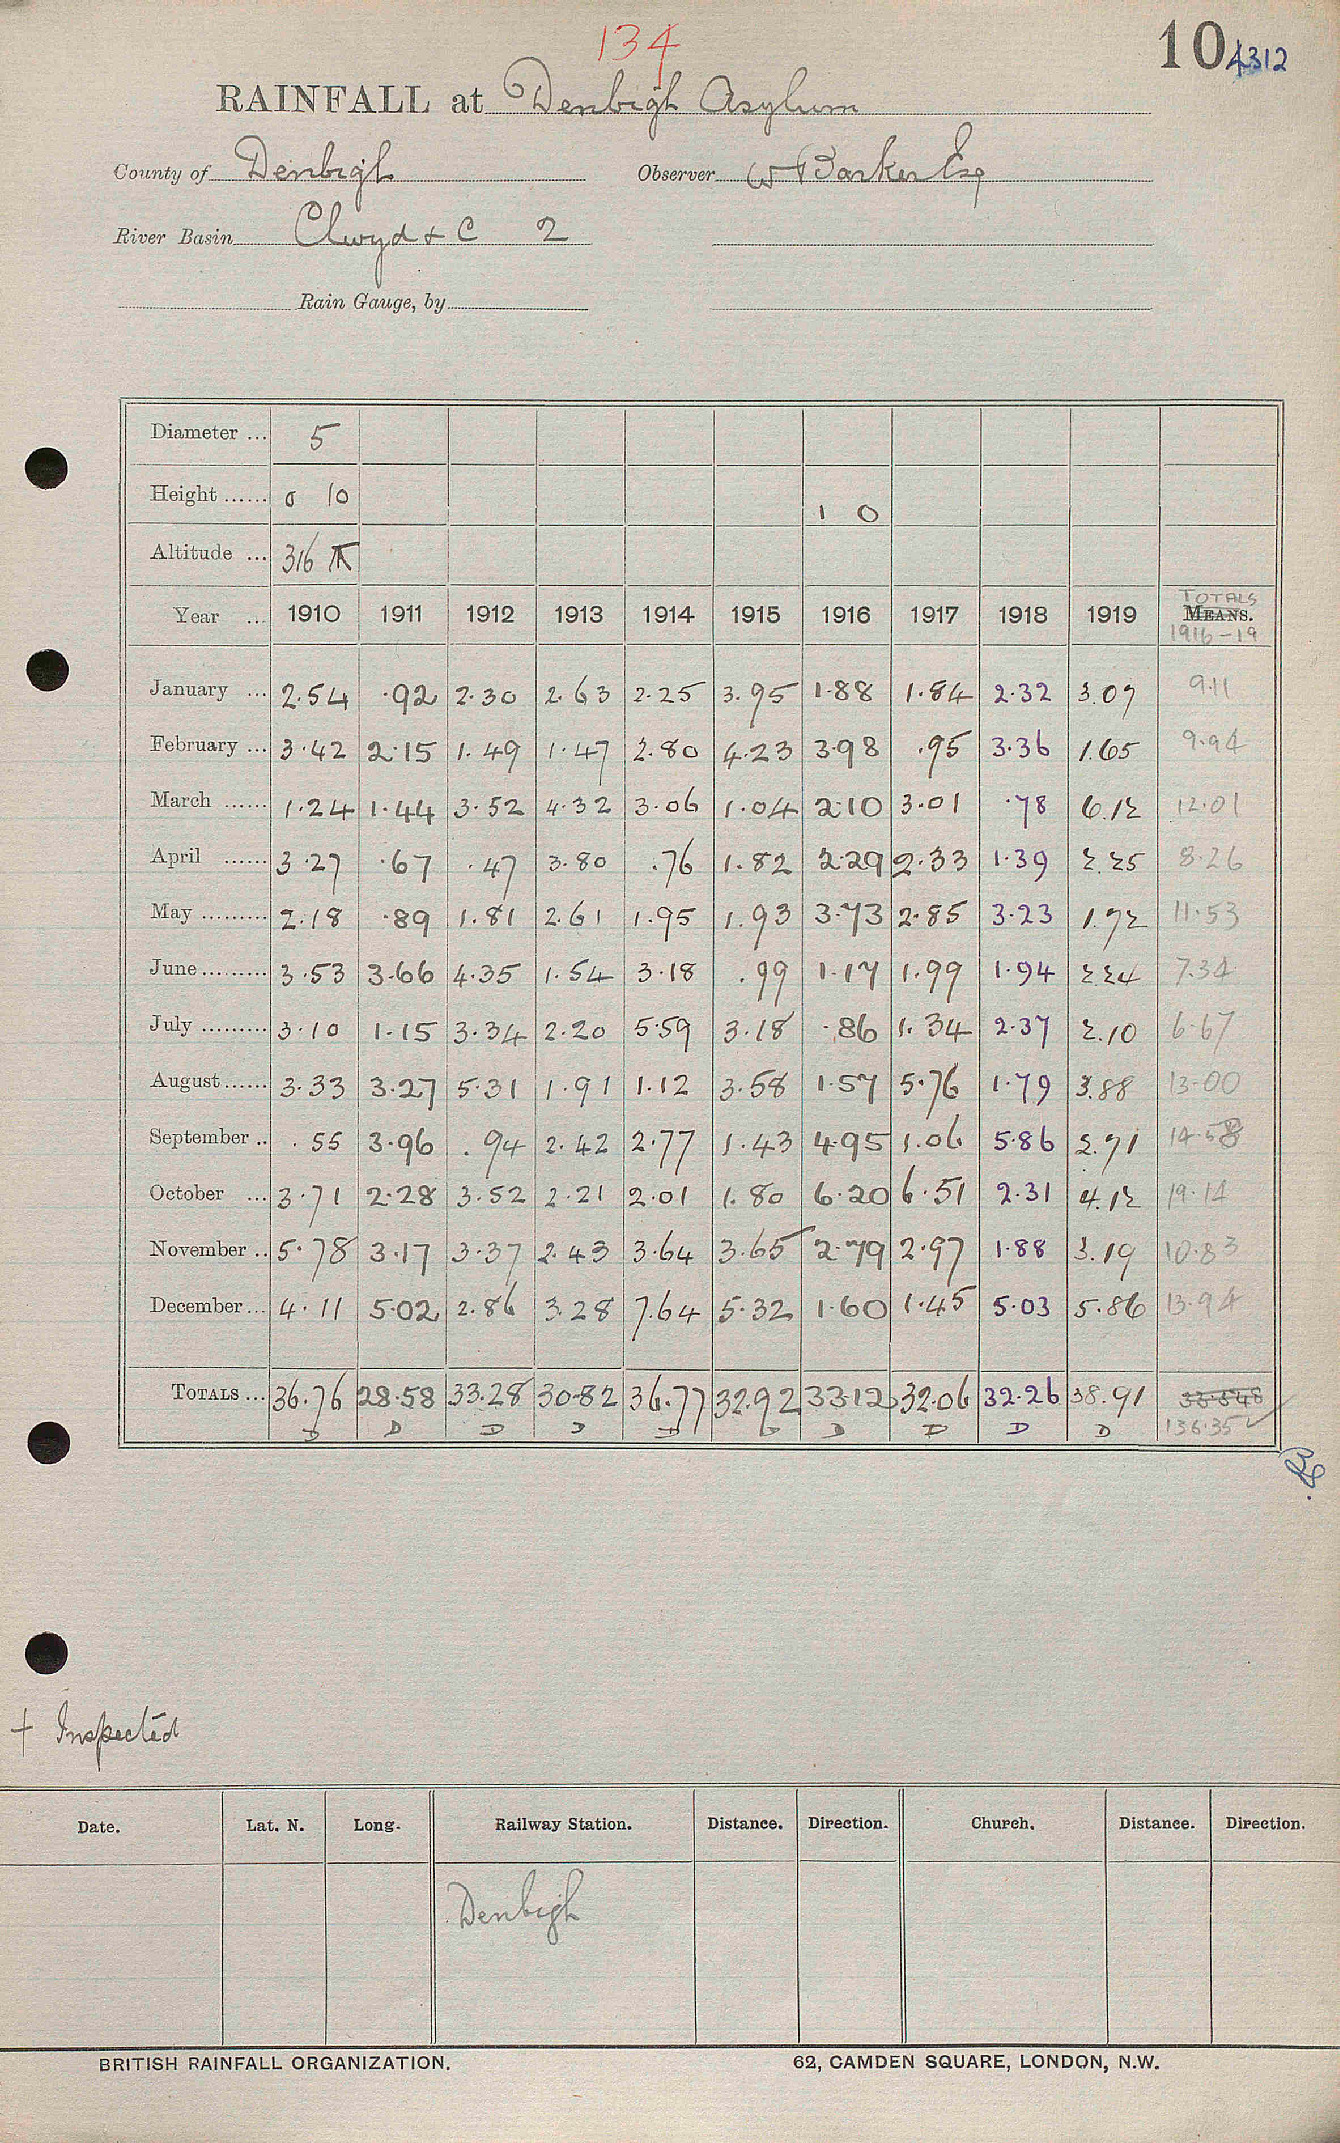 134
10 4312
RAINFALL at Denbigh Asylum
County of Denbigh Observer W Barker Esq
River Basin Clwyd & C 2
Rain Gauge, by
Diameter ... 5
Height ...... 0 10 1 0
Altitude ... 316
TOTALS
Year ... 1910 1911 1912 1913 1914 1915 1916 1917 1918 1919 MEANS.
1916-19
January ... 2.54 .92 2.30 2.63 2.25 3.95 1.88 1.84 2.32 3.07 9.11
February ... 3.42 2.15 1.49 1.47 2.80 4.23 3.98 .95 3.36 1.65 9.94
March ...... 1.24 1.44 3.52 4.32 3.06 1.04 2.10 3.01 .78 6.12 12.01
April ...... 3.27 .67 .47 3.80 .76 1.82 2.29 2.33 1.39 2.25 8.26
May ......... 2.18 .89 1.81 2.61 1.95 1.93 3.73 2.85 3.23 1.72 11.53
June ......... 3.53 3.66 4.35 1.54 3.18 .99 1.17 1.99 1.94 2.24 7.34
July ......... 3.10 1.15 3.34 2.20 5.59 3.18 .86 1.34 2.37 2.10 6.67
August ...... 3.33 3.27 5.31 1.91 1.12 3.58 1.57 5.76 1.79 3.88 13.00
September .. .55 3.96 .94 2.42 2.77 1.43 4.95 1.06 5.86 2.71 14.58
October ... 3.71 2.28 3.52 2.21 2.01 1.80 6.20 6.51 2.31 4.12 19.14
November .. 5.78 3.17 3.37 2.43 3.64 3.65 2.79 2.97 1.88 3.19 10.83
December ... 4.11 5.02 2.86 3.28 7.64 5.32 1.60 1.45 5.03 5.86 13.94
TOTALS ... 36.76 28.58 33.28 30.82 36.77 32.92 33.12 32.06 32.26 38.91
D D D D D D D D D 136.35
+ Inspected
Date. Lat. N. Long. Railway Station. Distance. Direction. Church. Distance. Direction.
Denbigh
BRITISH RAINFALL ORGANIZATION. 62, CAMDEN SQUARE, LONDON, N.W.